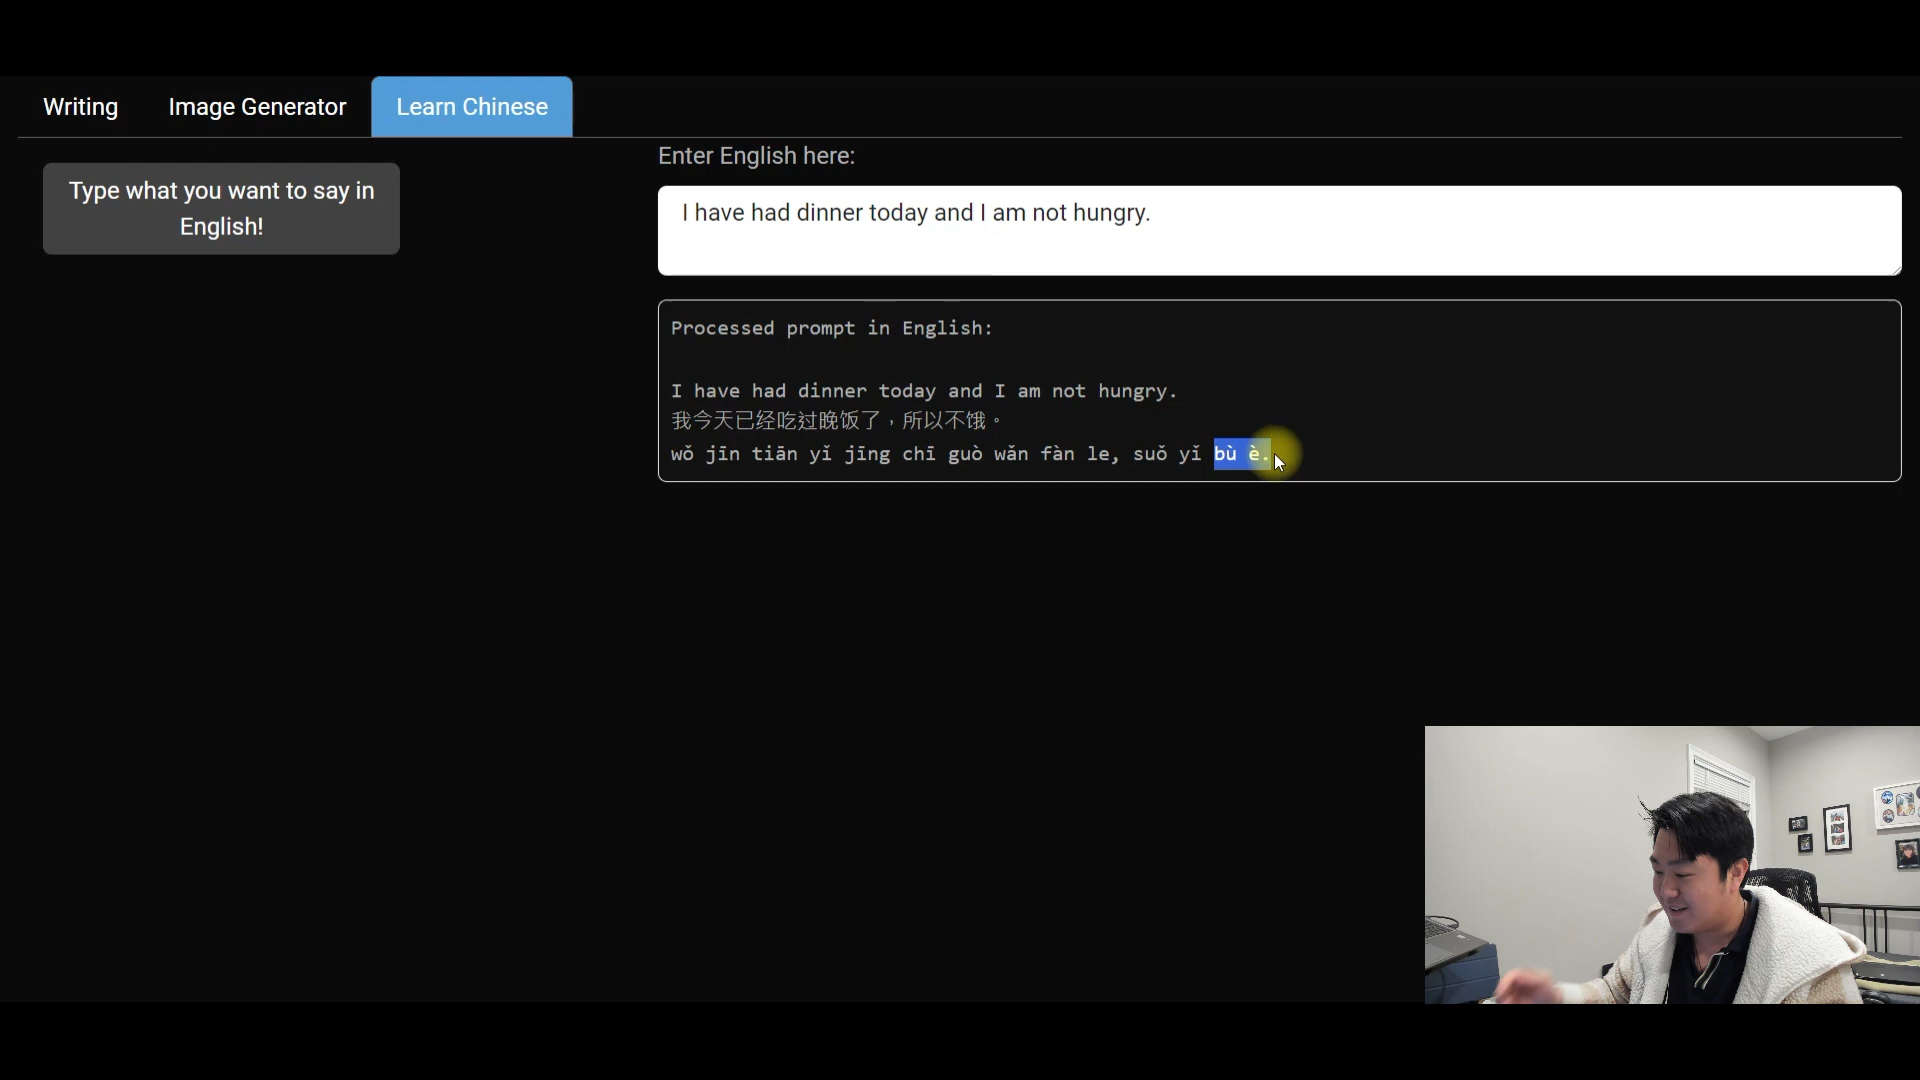 Writing Image Generator Learn Chinese
Type what you want to say in
English!
Enter English here:
I have had dinner today and I am not hungry.
Processed prompt in English:
I have had dinner today and I am not hungry.
我今天已经吃过晚饭了，所以不饿。
wǒ jīn tiān yǐ jīng chī guò wǎn fàn le, suǒ yǐ bù è.